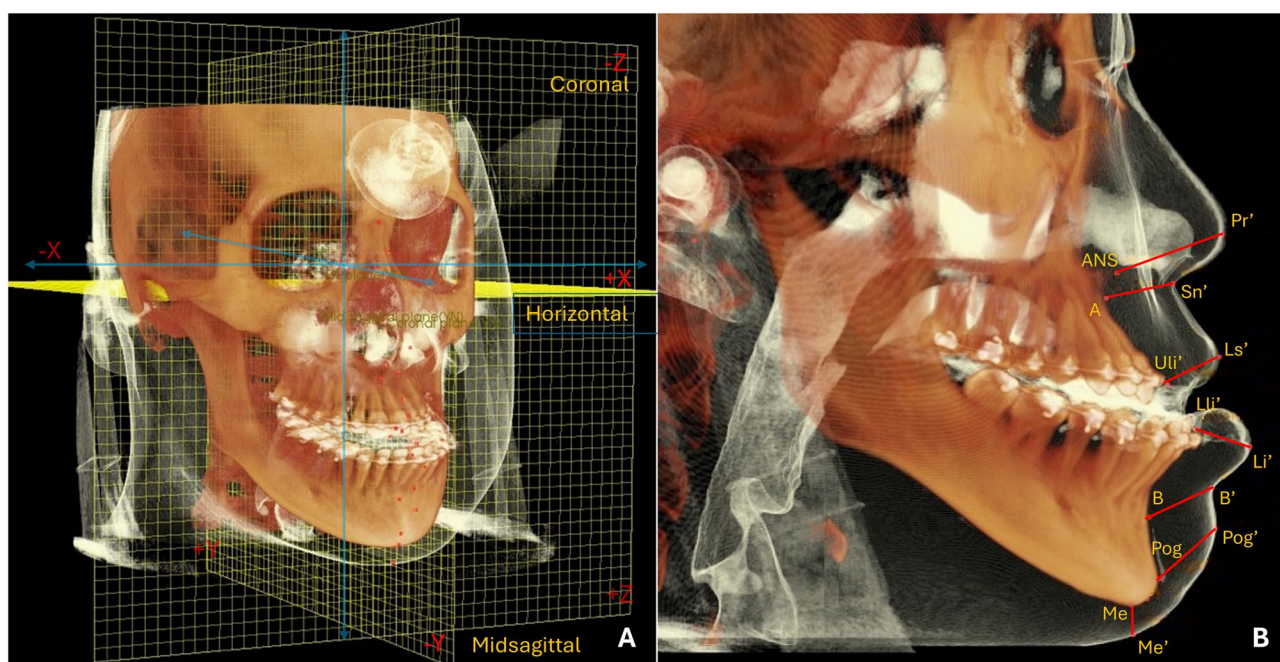 -Z
Coronal
-X
+X
Horizontal
+Y
+Z
-Y
Midsagittal
A
Pr’
ANS
Sn’
A
Uli’
Ls’
Lli’
Li’
B
B’
Pog
Pog’
Me
Me’
B